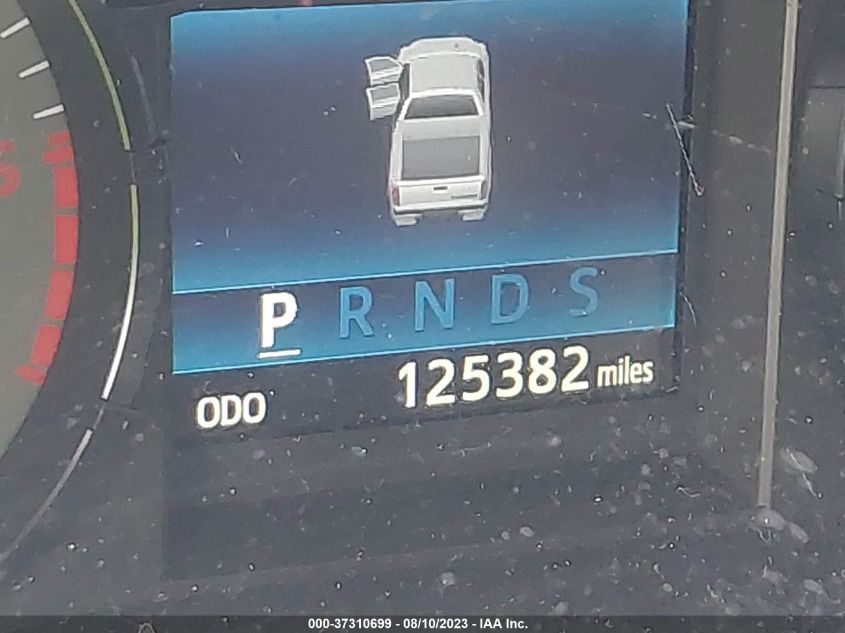 P R N D S
ODO 125382 miles
000-37310699 - 08/10/2023 - IAA Inc.